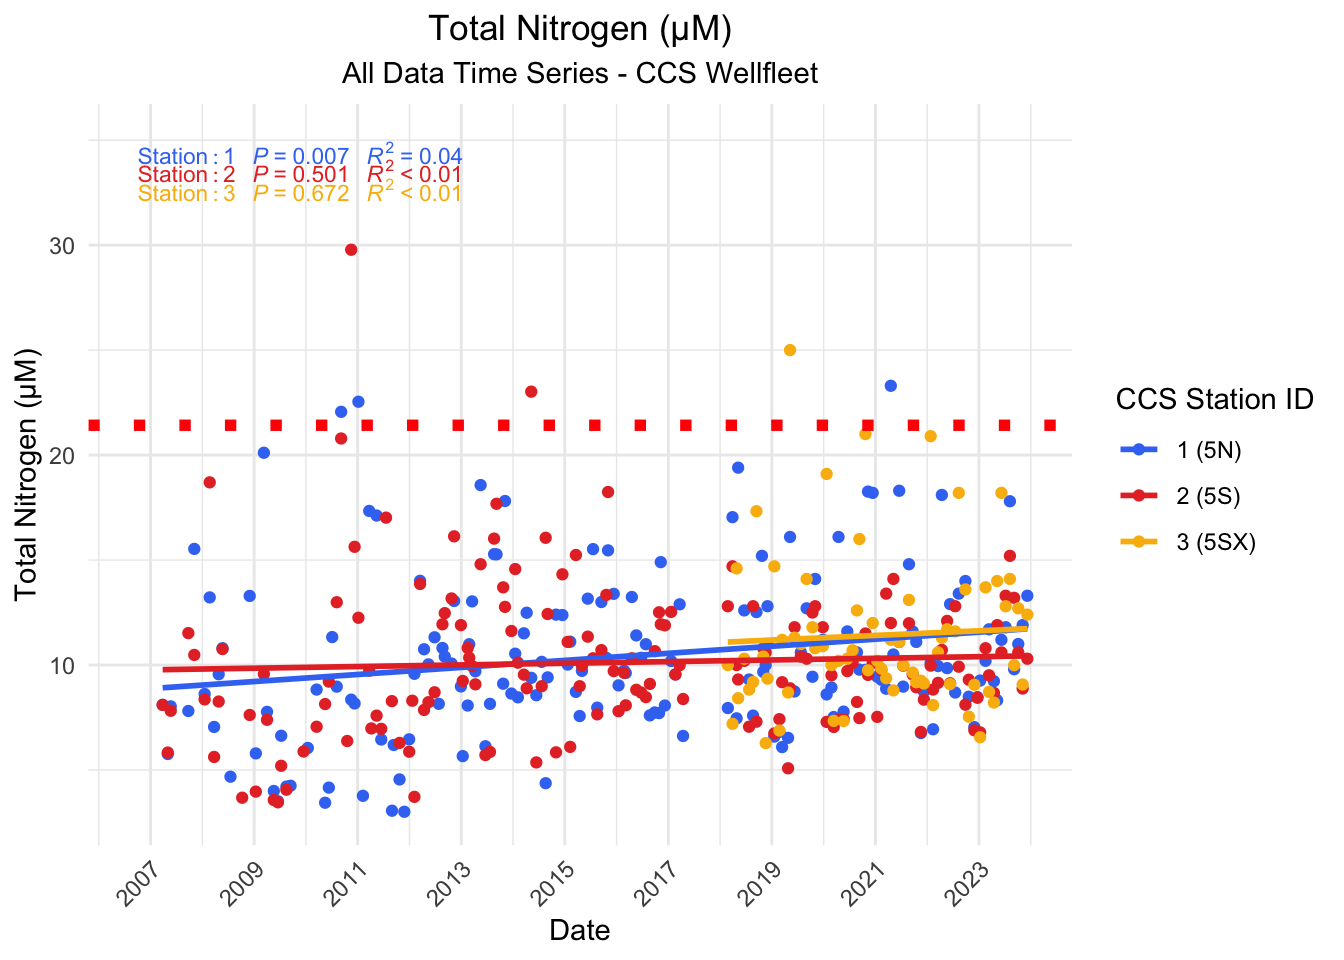 Total Nitrogen (µM)
All Data Time Series - CCS Wellfleet
Station : 1 P = 0.007 R² = 0.04
Station : 2 P = 0.501 R² < 0.01
Station : 3 P = 0.672 R² < 0.01
30
20
10
Total Nitrogen (µM)
2007
2009
2011
2013
2015
2017
2019
2021
2023
Date
CCS Station ID
1 (5N)
2 (5S)
3 (5SX)